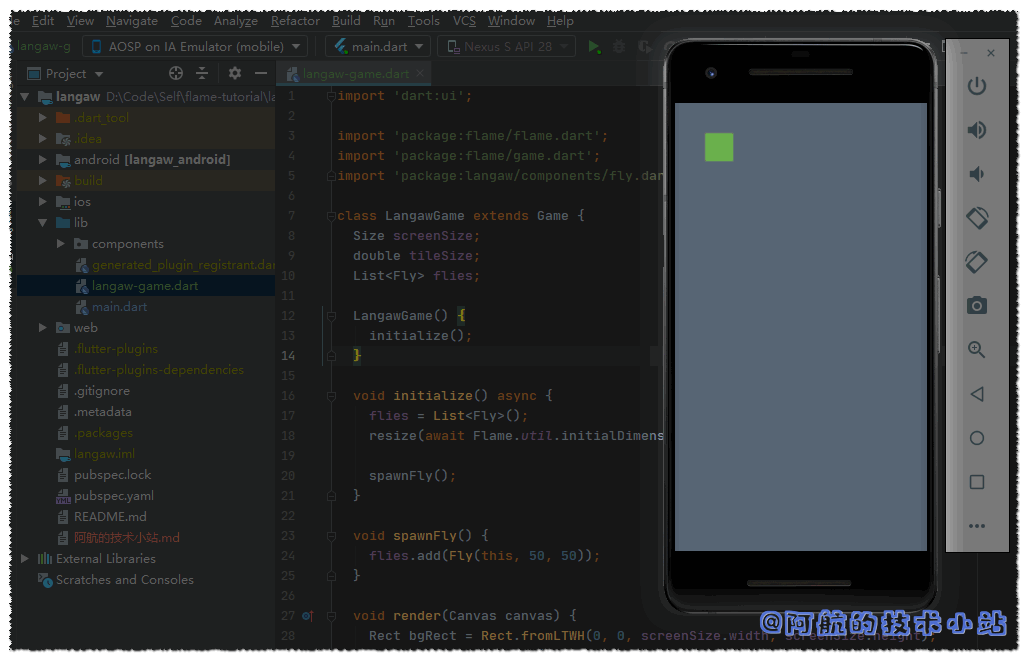 e Edit View Navigate Code Analyze Refactor Build Run Tools VCS Window Help
langaw-g AOSP on IA Emulator (mobile) main.dart Nexus S API 28
Project
langaw-game.dart
langaw D:\Code\Self\flame-tutorial\la
.dart_tool
.idea
android [langaw_android]
build
ios
lib
components
generated_plugin_registrant.dar
langaw-game.dart
main.dart
web
.flutter-plugins
.flutter-plugins-dependencies
.gitignore
.metadata
.packages
langaw.iml
pubspec.lock
pubspec.yaml
README.md
阿航的技术小站.md
External Libraries
Scratches and Consoles
1 import 'dart:ui';
2
3 import 'package:flame/flame.dart';
4 import 'package:flame/game.dart';
5 import 'package:langaw/components/fly.dar
6
7 class LangawGame extends Game {
8 Size screenSize;
9 double tileSize;
10 List<Fly> flies;
11
12 LangawGame() {
13 initialize();
14 }
15
16 void initialize() async {
17 flies = List<Fly>();
18 resize(await Flame.util.initialDimens
19
20 spawnFly();
21 }
22
23 void spawnFly() {
24 flies.add(Fly(this, 50, 50));
25 }
26
27 void render(Canvas canvas) {
28 Rect bgRect = Rect.fromLTWH(0, 0, screenSize.width, screenSize.height);
@阿航的技术小站